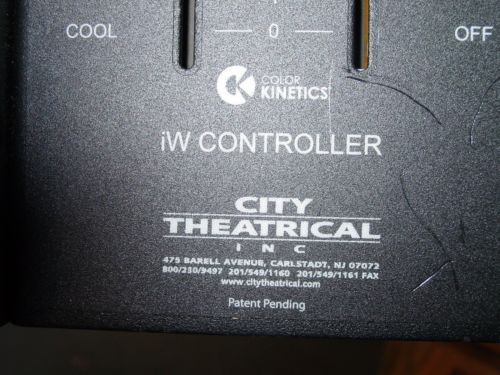 COOL 0 OFF
COLOR
KINETICS
iW CONTROLLER
CITY
THEATRICAL
INC
475 BARELL AVENUE, CARLSTADT, NJ 07072
800/230/9497 201/549/1160 201/549/1161 FAX
www.citytheatrical.com
Patent Pending